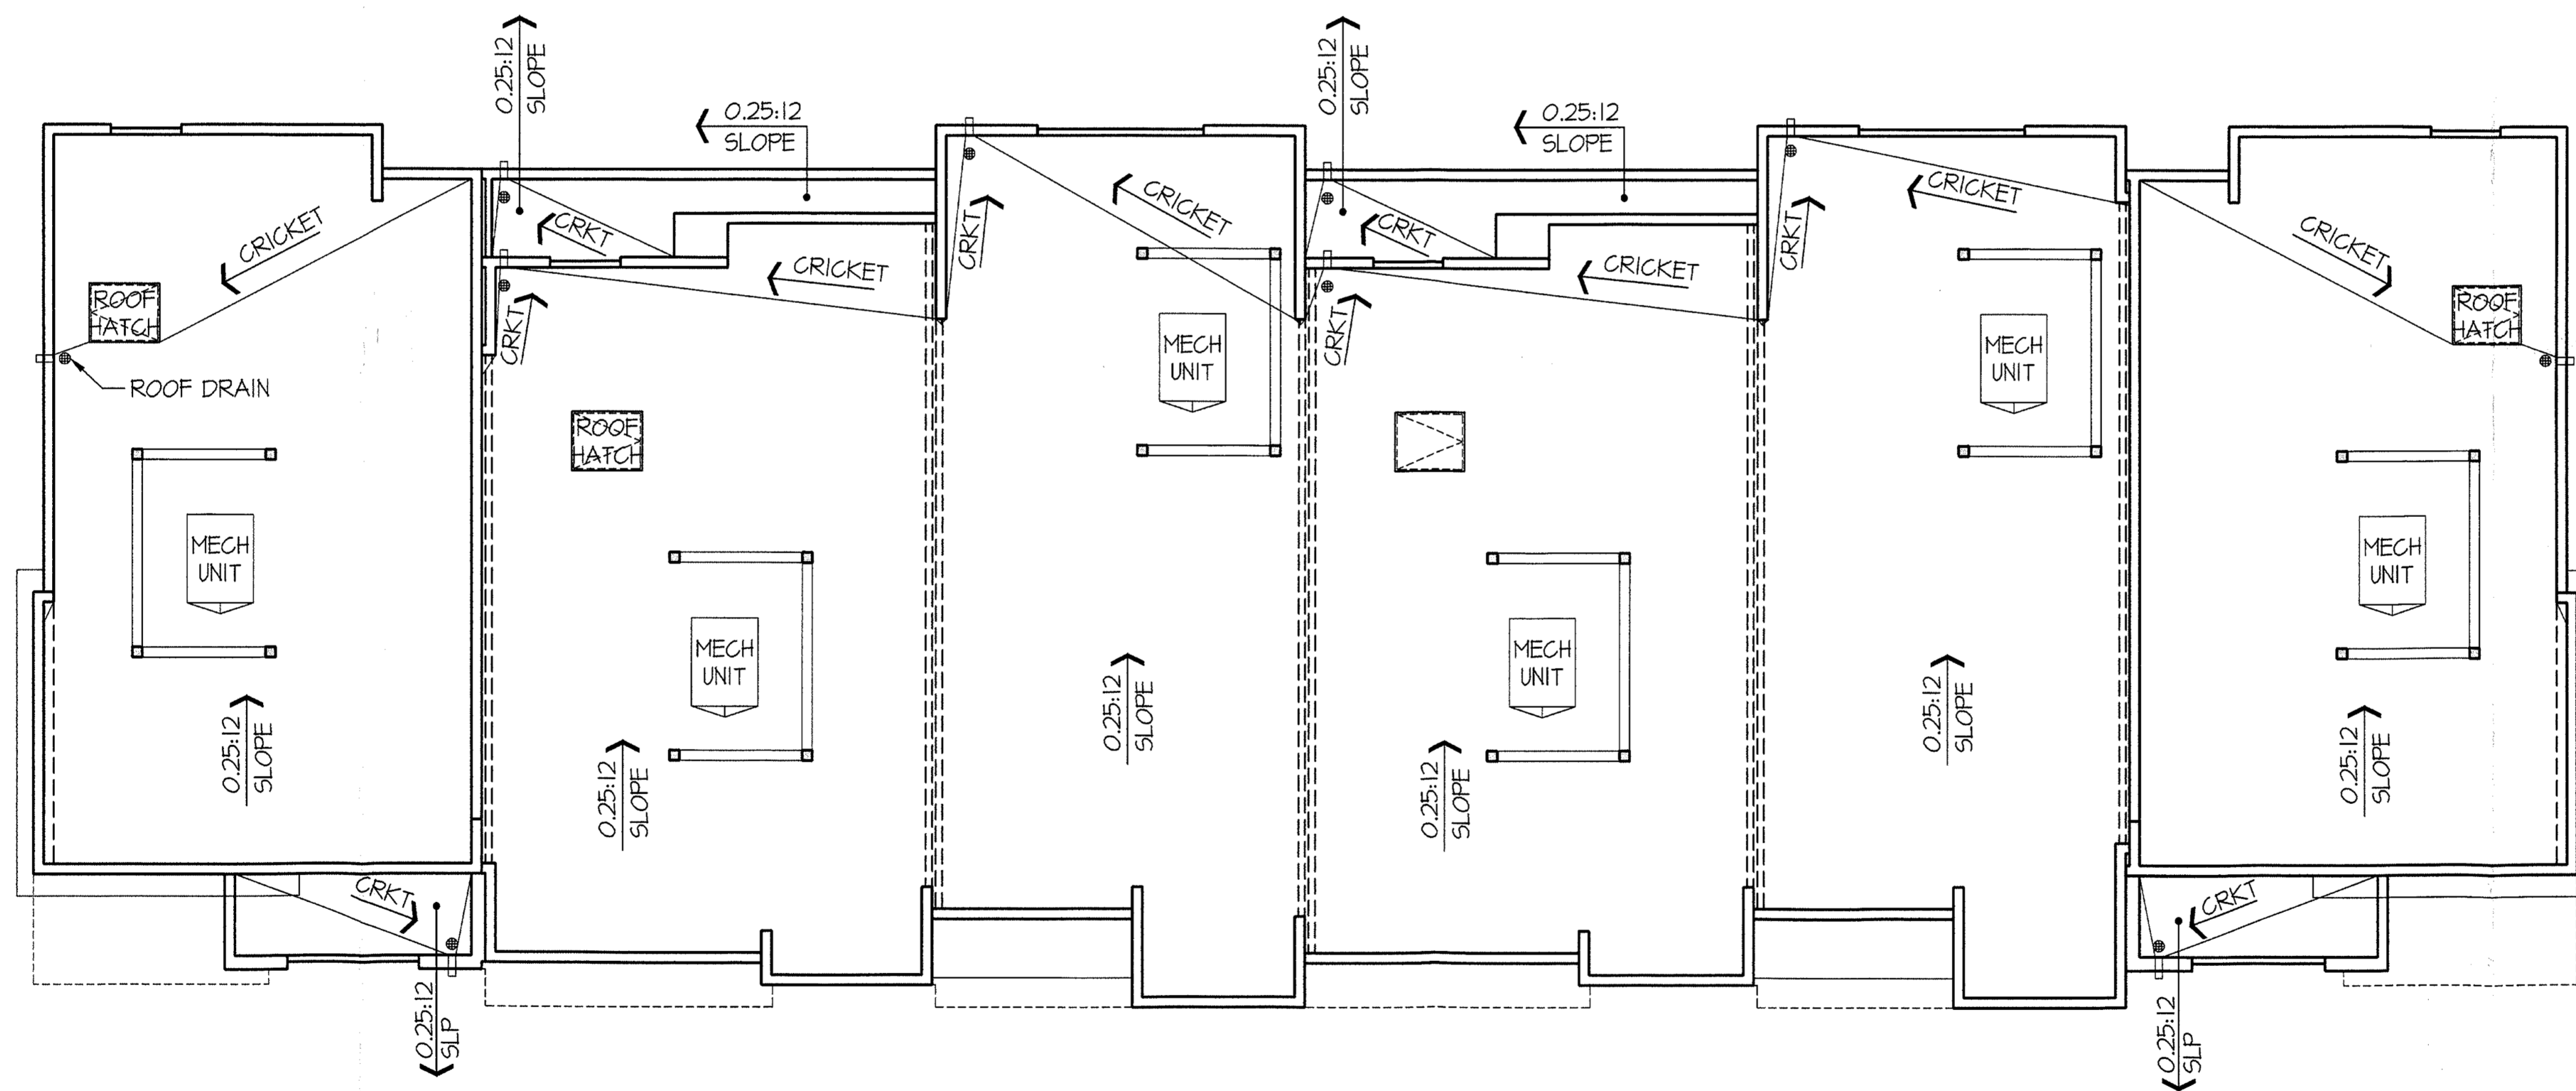 0.25:12
SLOPE
0.25:12
SLOPE
0.25:12
SLOPE
0.25:12
SLOPE
CRICKET
CRKT
CRICKET
CRKT
CRICKET
CRKT
CRKT
CRICKET
CRKT
CRICKET
CRKT
CRICKET
ROOF
HATCH
ROOF DRAIN
ROOF
HATCH
MECH
UNIT
MECH
UNIT
ROOF
HATCH
MECH
UNIT
MECH
UNIT
MECH
UNIT
MECH
UNIT
0.25:12
SLOPE
0.25:12
SLOPE
0.25:12
SLOPE
0.25:12
SLOPE
0.25:12
SLOPE
0.25:12
SLOPE
CRKT
CRKT
0.25:12
SLP
0.25:12
SLP